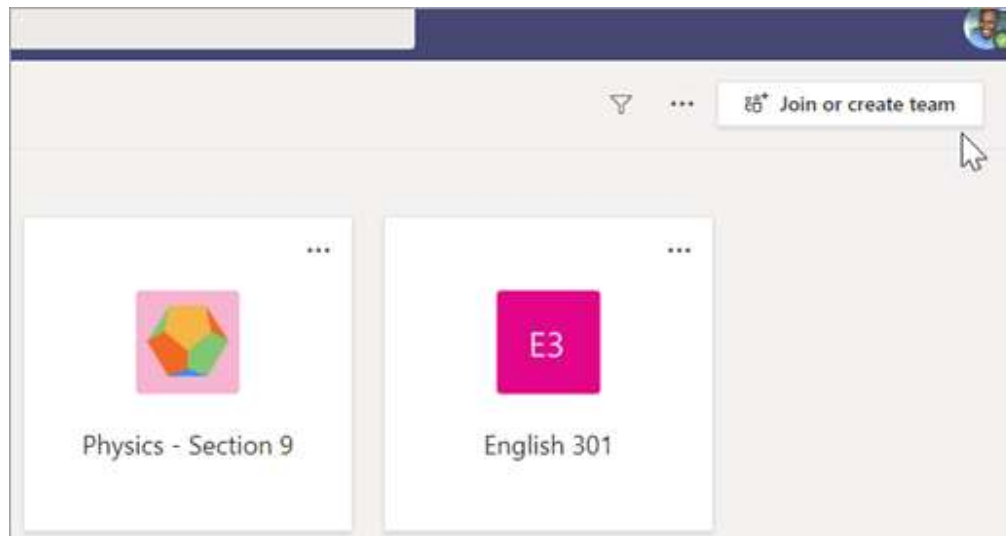 Join or create team
E3
Physics - Section 9
English 301